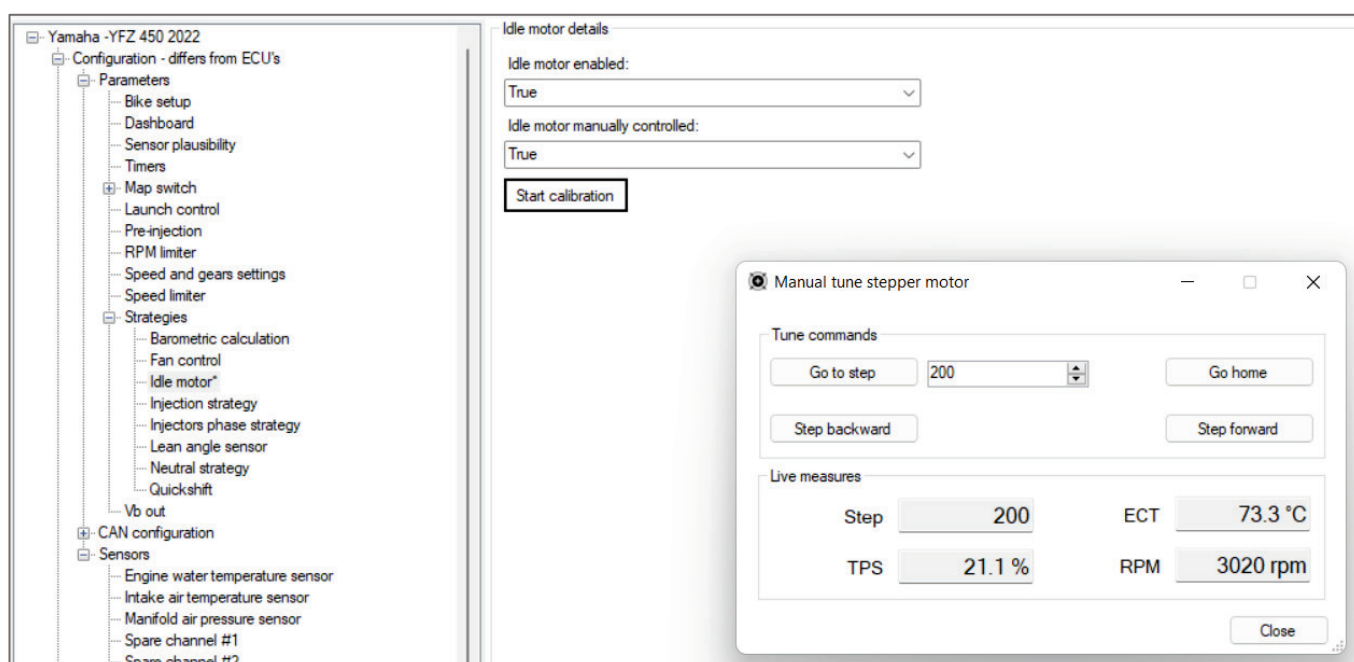 Yamaha -YFZ 450 2022
Configuration - differs from ECU's
Parameters
Bike setup
Dashboard
Sensor plausibility
Timers
Map switch
Launch control
Pre-injection
RPM limiter
Speed and gears settings
Speed limiter
Strategies
Barometric calculation
Fan control
Idle motor*
Injection strategy
Injectors phase strategy
Lean angle sensor
Neutral strategy
Quickshift
Vb out
CAN configuration
Sensors
Engine water temperature sensor
Intake air temperature sensor
Manifold air pressure sensor
Spare channel #1
Spare channel #2
Idle motor details
Idle motor enabled:
True
Idle motor manually controlled:
True
Start calibration
Manual tune stepper motor
Tune commands
Go to step 200 Go home
Step backward Step forward
Live measures
Step 200 ECT 73.3 °C
TPS 21.1 % RPM 3020 rpm
Close